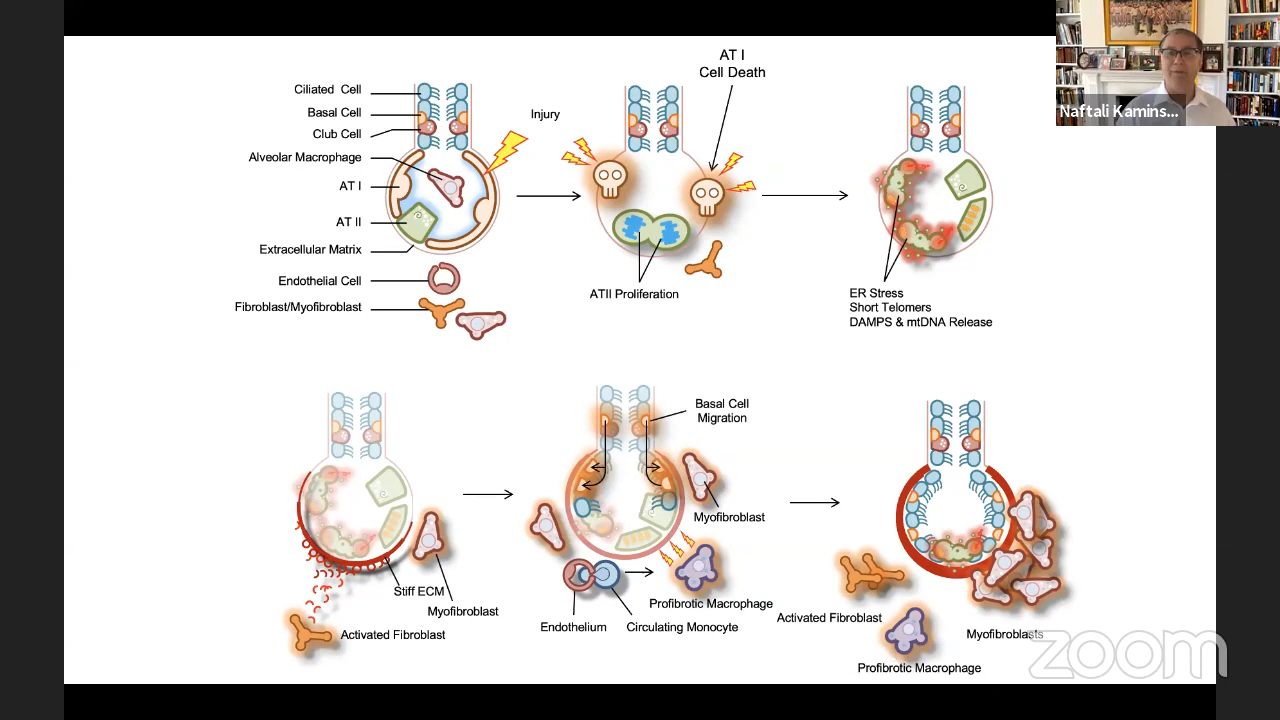 Ciliated Cell
Basal Cell
Club Cell
Alveolar Macrophage
AT I
AT II
Extracellular Matrix
Endothelial Cell
Fibroblast/Myofibroblast
Injury
AT I
Cell Death
ATII Proliferation
ER Stress
Short Telomers
DAMPS & mtDNA Release
Naftali Kamins...
Stiff ECM
Myofibroblast
Activated Fibroblast
Basal Cell
Migration
Myofibroblast
Profibrotic Macrophage
Endothelium
Circulating Monocyte
Activated Fibroblast
Myofibroblasts
Profibrotic Macrophage
zoom